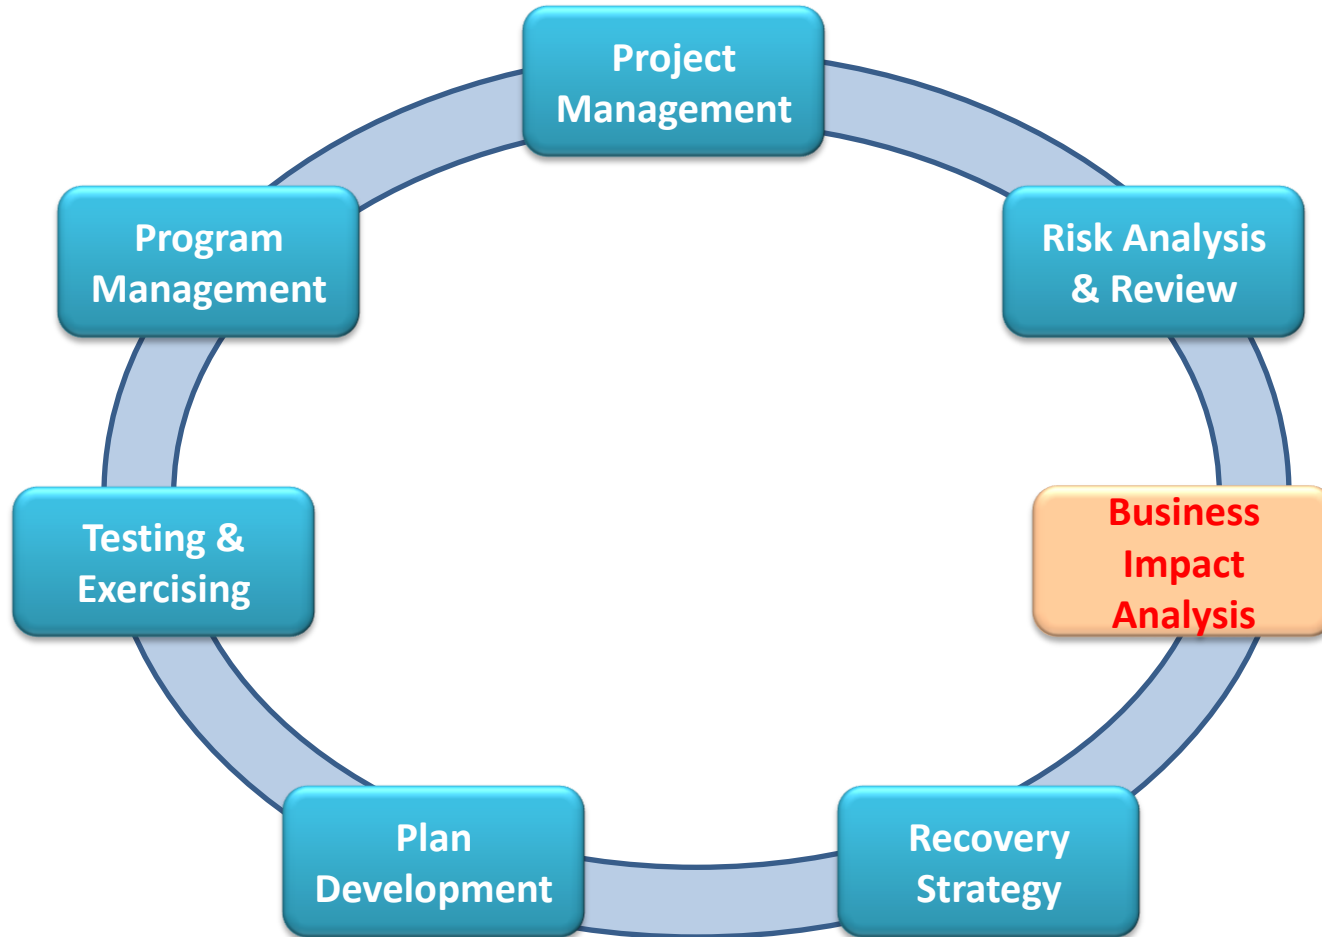 Project
Management
Risk Analysis
& Review
Business
Impact
Analysis
Recovery
Strategy
Plan
Development
Testing &
Exercising
Program
Management